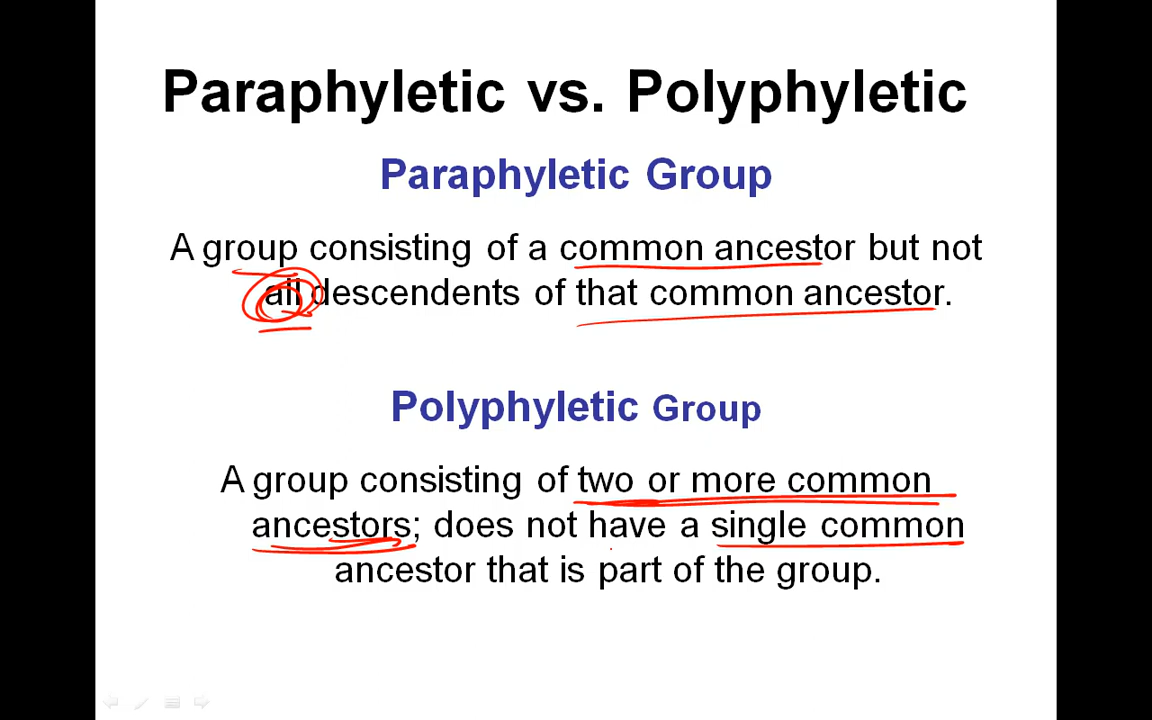 Paraphyletic vs. Polyphyletic
Paraphyletic Group
A group consisting of a common ancestor but not
all descendents of that common ancestor.
Polyphyletic Group
A group consisting of two or more common
ancestors; does not have a single common
ancestor that is part of the group.